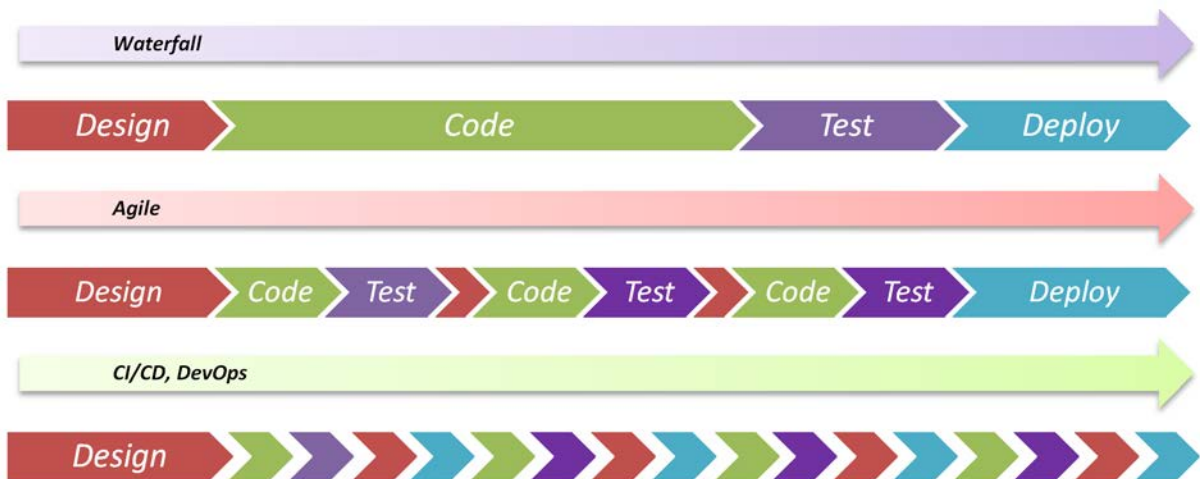 Waterfall
Design Code Test Deploy
Agile
Design Code Test Code Test Code Test Deploy
CI/CD, DevOps
Design